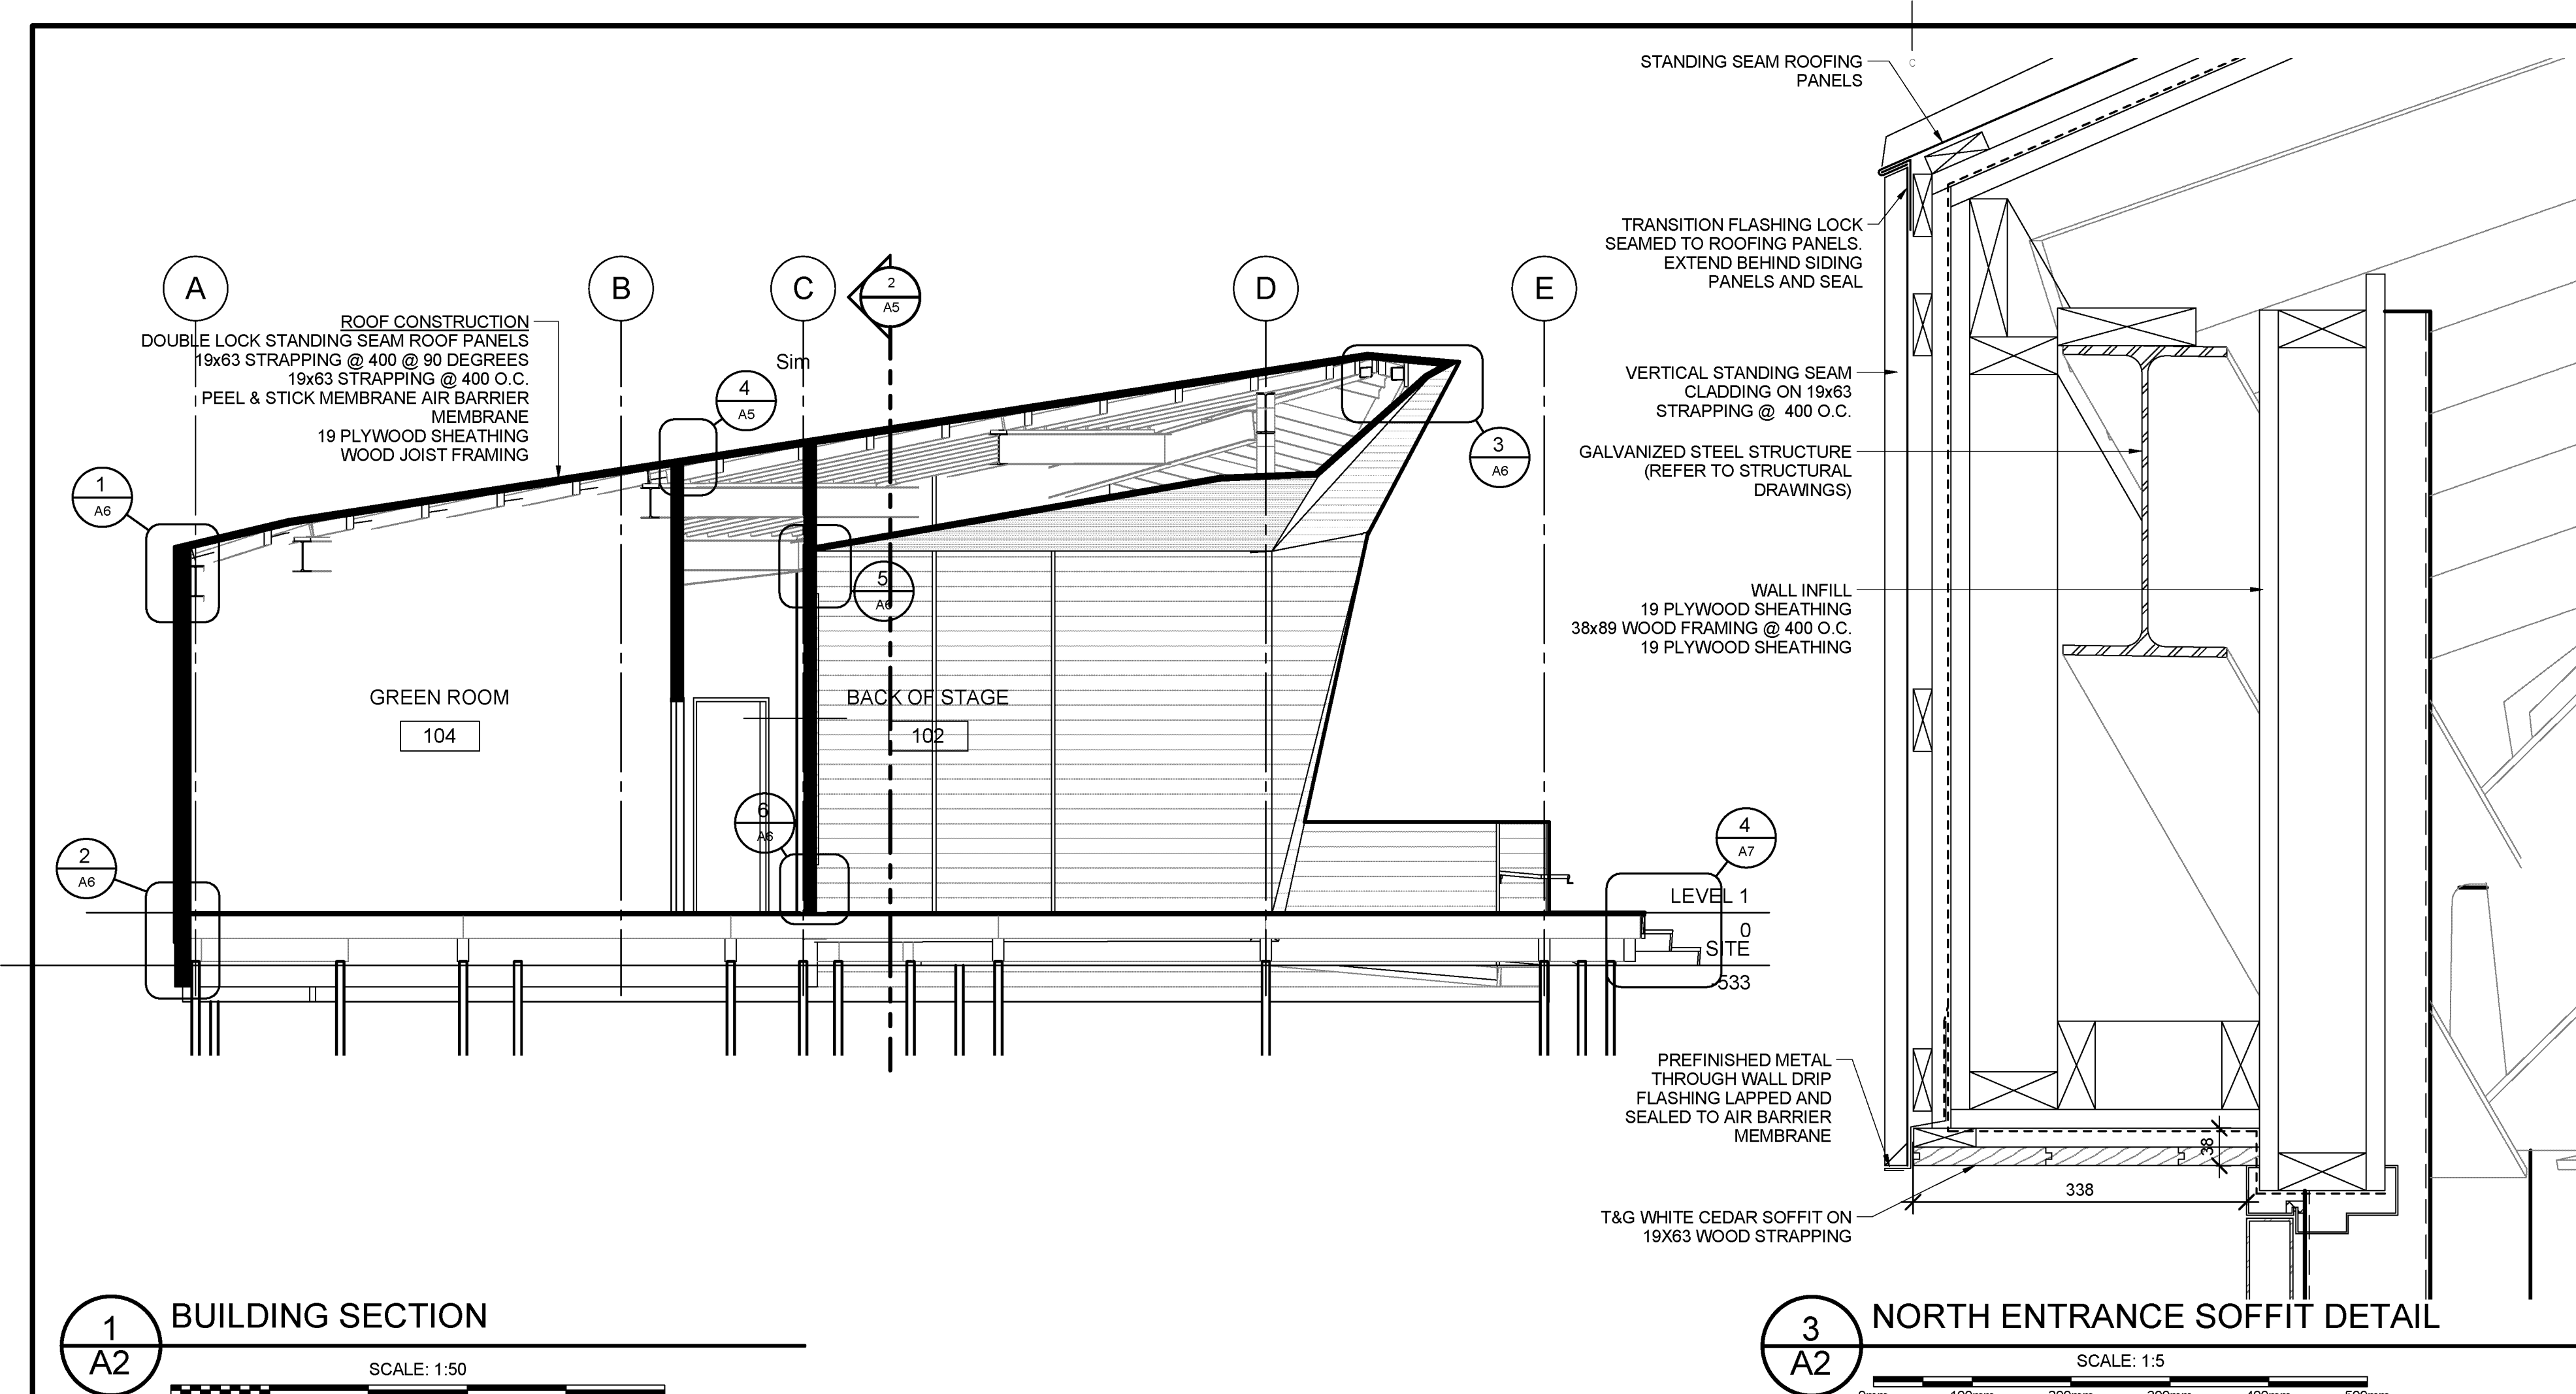 A
B
C
D
E
2
A5
ROOF CONSTRUCTION
DOUBLE LOCK STANDING SEAM ROOF PANELS
19x63 STRAPPING @ 400 @ 90 DEGREES
19x63 STRAPPING @ 400 O.C.
PEEL & STICK MEMBRANE AIR BARRIER
MEMBRANE
19 PLYWOOD SHEATHING
WOOD JOIST FRAMING
Sim
4
A5
1
A6
3
A6
5
A6
GREEN ROOM
104
BACK OF STAGE
102
6
A6
2
A6
4
A7
LEVEL 1
0
SITE
-533
1
A2
BUILDING SECTION
SCALE: 1:50
C
STANDING SEAM ROOFING
PANELS
TRANSITION FLASHING LOCK
SEAMED TO ROOFING PANELS.
EXTEND BEHIND SIDING
PANELS AND SEAL
VERTICAL STANDING SEAM
CLADDING ON 19x63
STRAPPING @ 400 O.C.
GALVANIZED STEEL STRUCTURE
(REFER TO STRUCTURAL
DRAWINGS)
WALL INFILL
19 PLYWOOD SHEATHING
38x89 WOOD FRAMING @ 400 O.C.
19 PLYWOOD SHEATHING
PREFINISHED METAL
THROUGH WALL DRIP
FLASHING LAPPED AND
SEALED TO AIR BARRIER
MEMBRANE
38
338
T&G WHITE CEDAR SOFFIT ON
19X63 WOOD STRAPPING
3
A2
NORTH ENTRANCE SOFFIT DETAIL
SCALE: 1:5
0mm 100mm 200mm 300mm 400mm 500mm